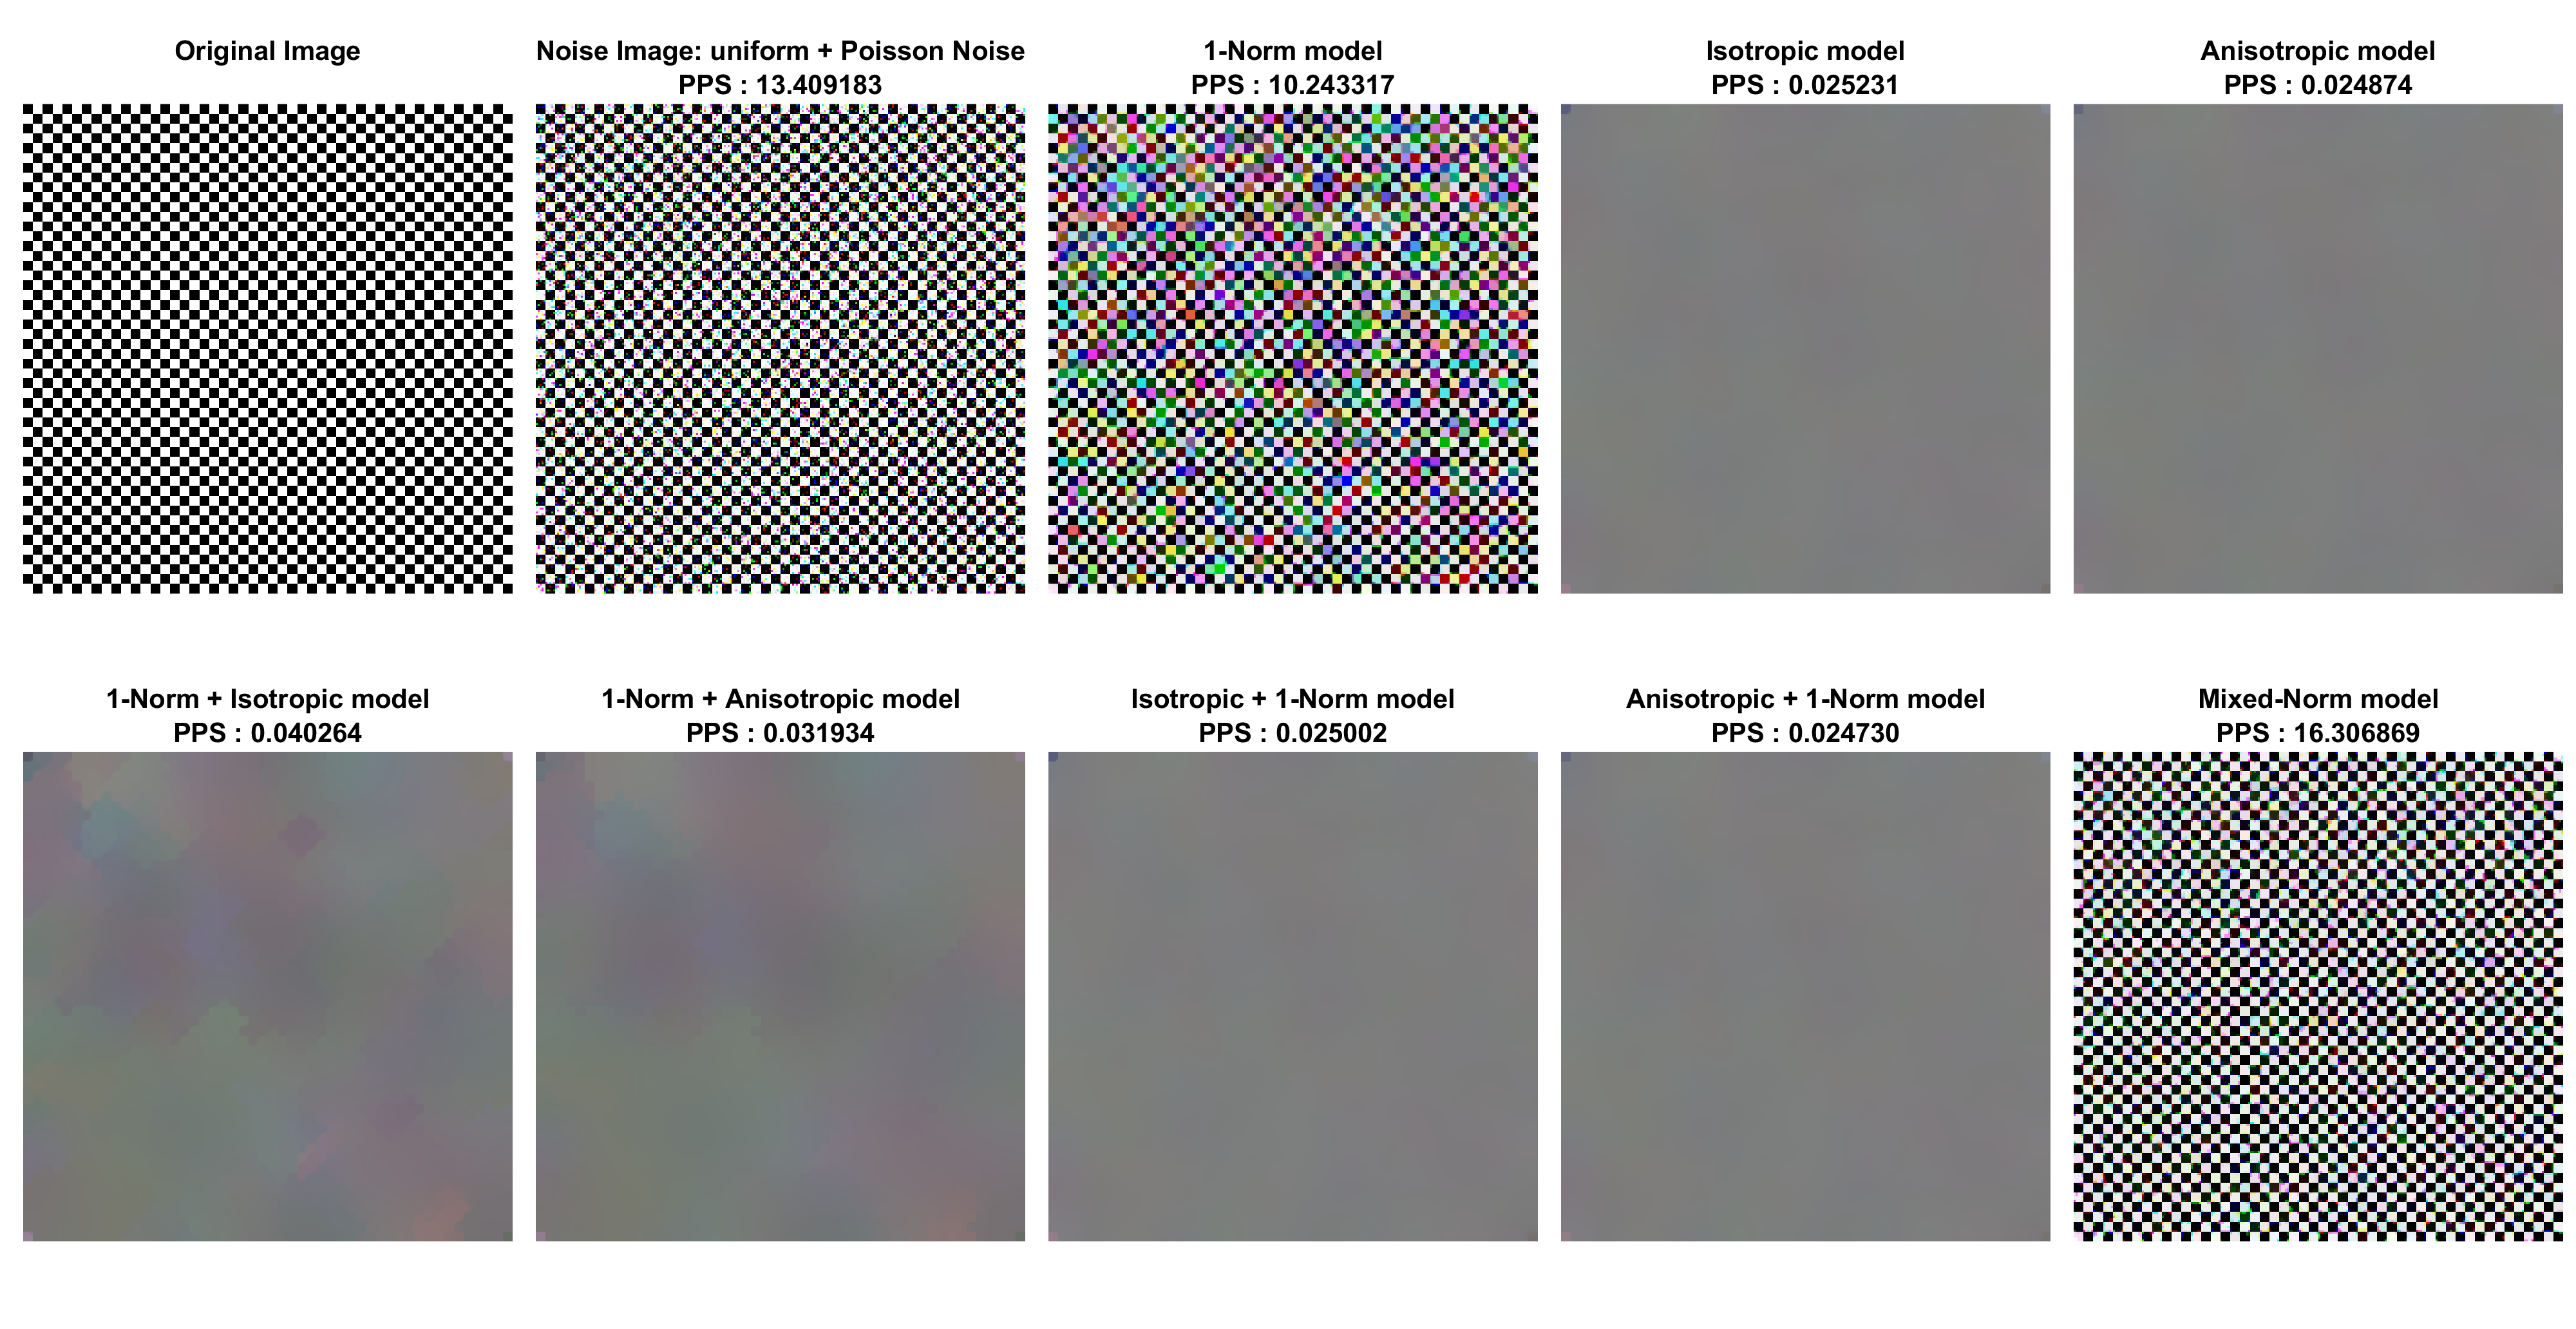 Original Image
Noise Image: uniform + Poisson Noise
PPS : 13.409183
1-Norm model
PPS : 10.243317
Isotropic model
PPS : 0.025231
Anisotropic model
PPS : 0.024874
1-Norm + Isotropic model
PPS : 0.040264
1-Norm + Anisotropic model
PPS : 0.031934
Isotropic + 1-Norm model
PPS : 0.025002
Anisotropic + 1-Norm model
PPS : 0.024730
Mixed-Norm model
PPS : 16.306869